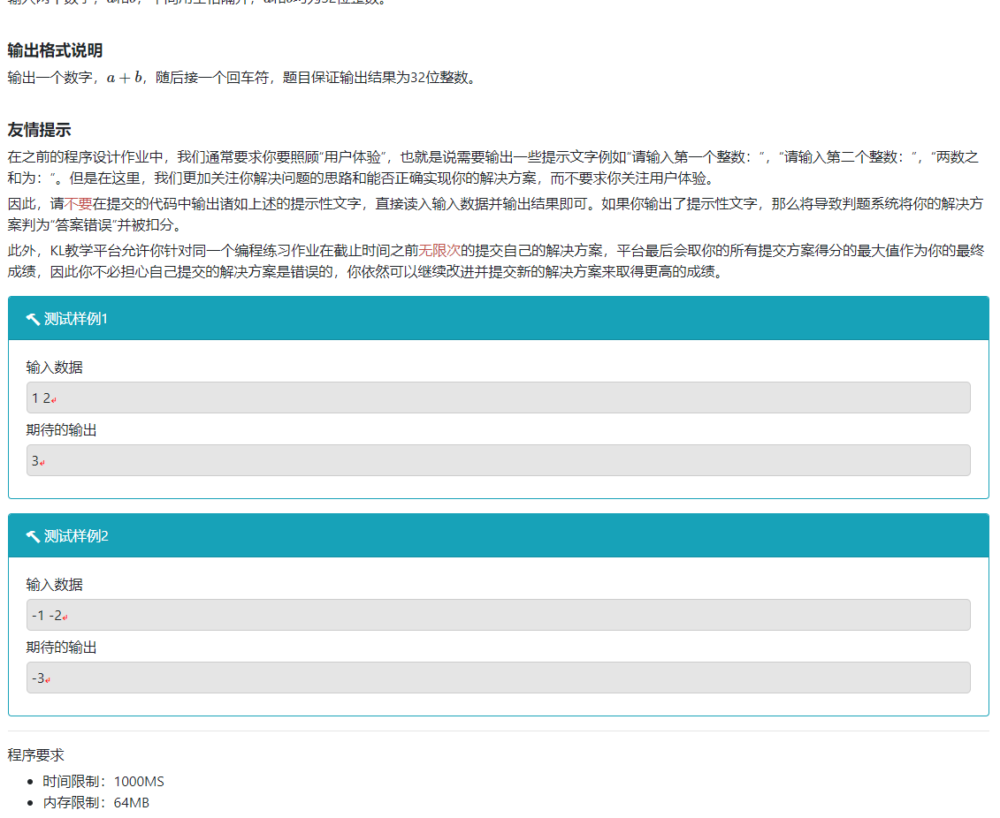 输出格式说明
输出一个数字，a + b，随后接一个回车符，题目保证输出结果为32位整数。
友情提示
在之前的程序设计作业中，我们通常要求你要照顾“用户体验”，也就是说需要输出一些提示文字例如“请输入第一个整数：”，“请输入第二个整数：”，“两数之
和为：”。但是在这里，我们更加关注你解决问题的思路和能否正确实现你的解决方案，而不要求你关注用户体验。
因此，请不要在提交的代码中输出诸如上述的提示性文字，直接读入输入数据并输出结果即可。如果你输出了提示性文字，那么将导致判题系统将你的解决方
案判为“答案错误”并被扣分。
此外，KL教学平台允许你针对同一个编程练习作业在截止时间之前无限次的提交自己的解决方案，平台最后会取你的所有提交方案得分的最大值作为你的最终
成绩，因此你不必担心自己提交的解决方案是错误的，你依然可以继续改进并提交新的解决方案来取得更高的成绩。
测试样例1
输入数据
1 2↲
期待的输出
3↲
测试样例2
输入数据
-1 -2↲
期待的输出
-3↲
程序要求
• 时间限制：1000MS
• 内存限制：64MB